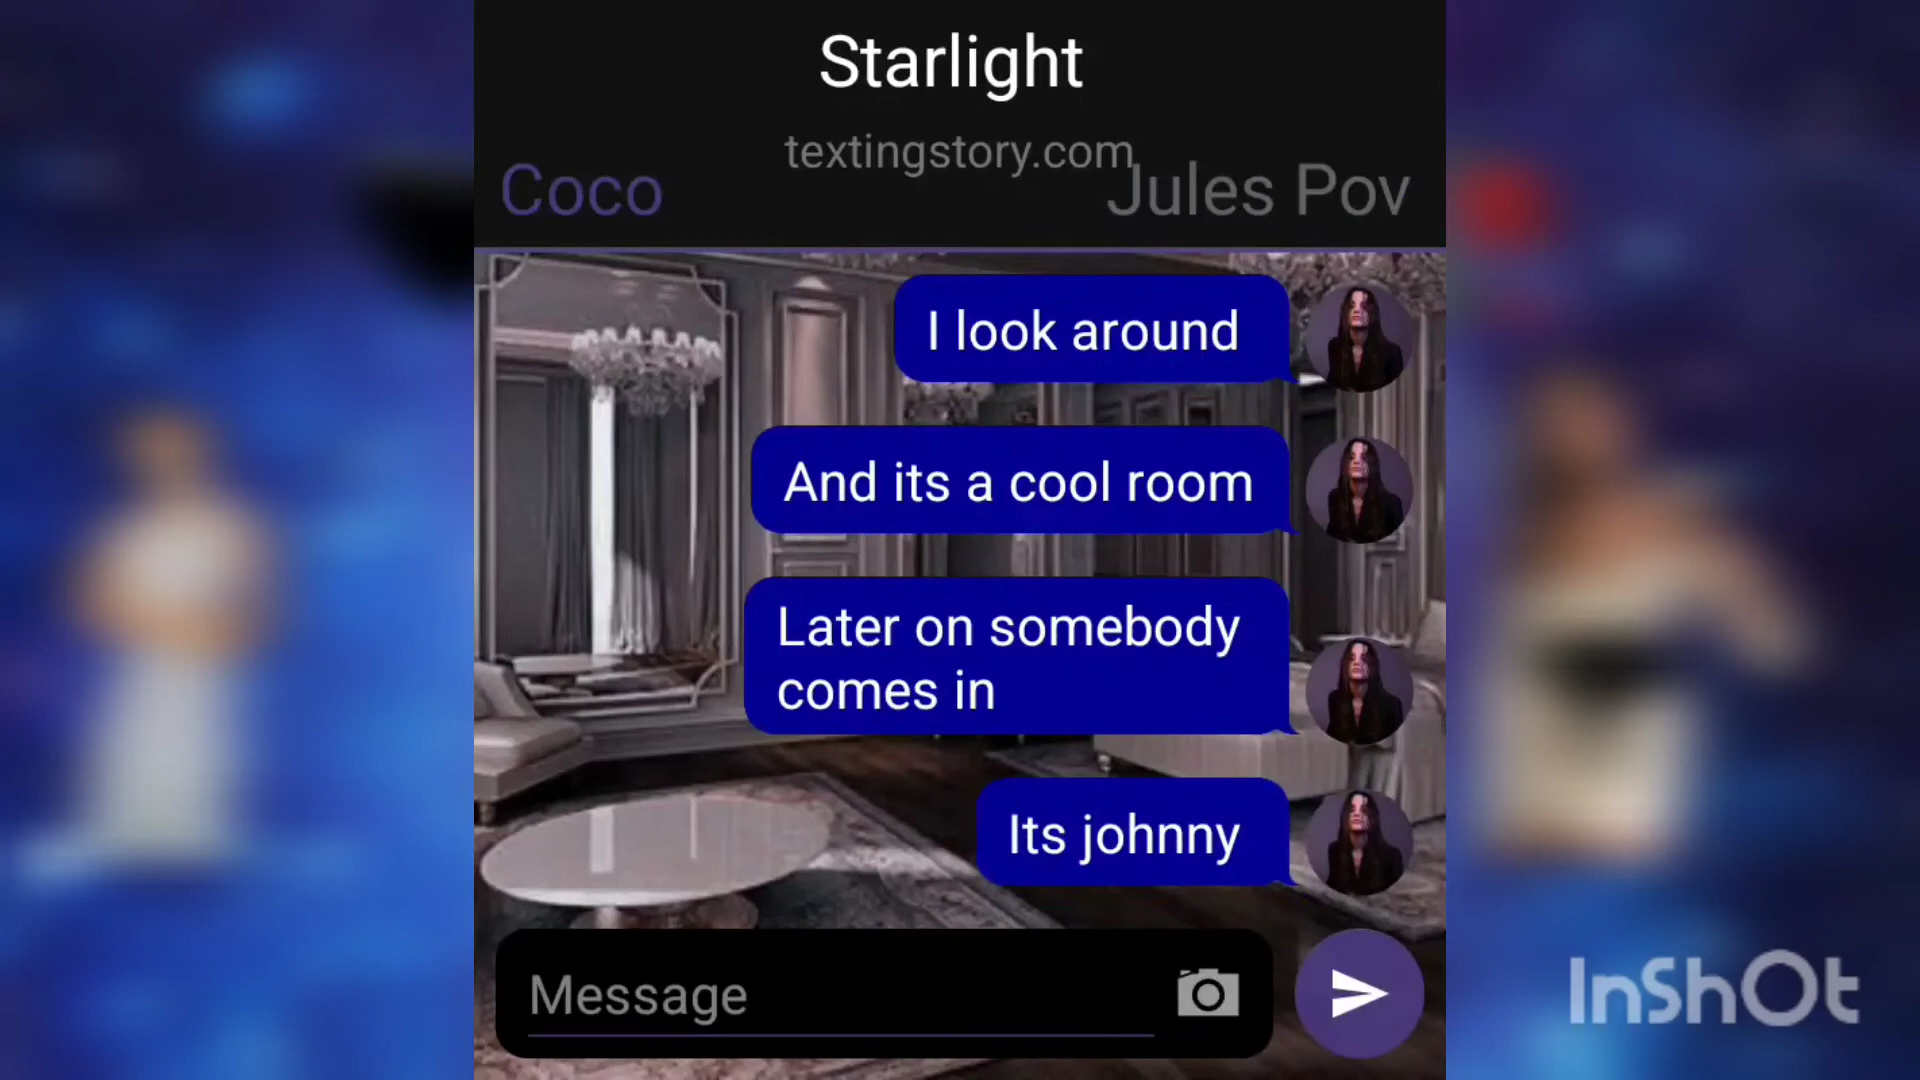 Starlight
textingstory.com
Coco
Jules Pov
I look around
And its a cool room
Later on somebody
comes in
Its johnny
Message
InShOt